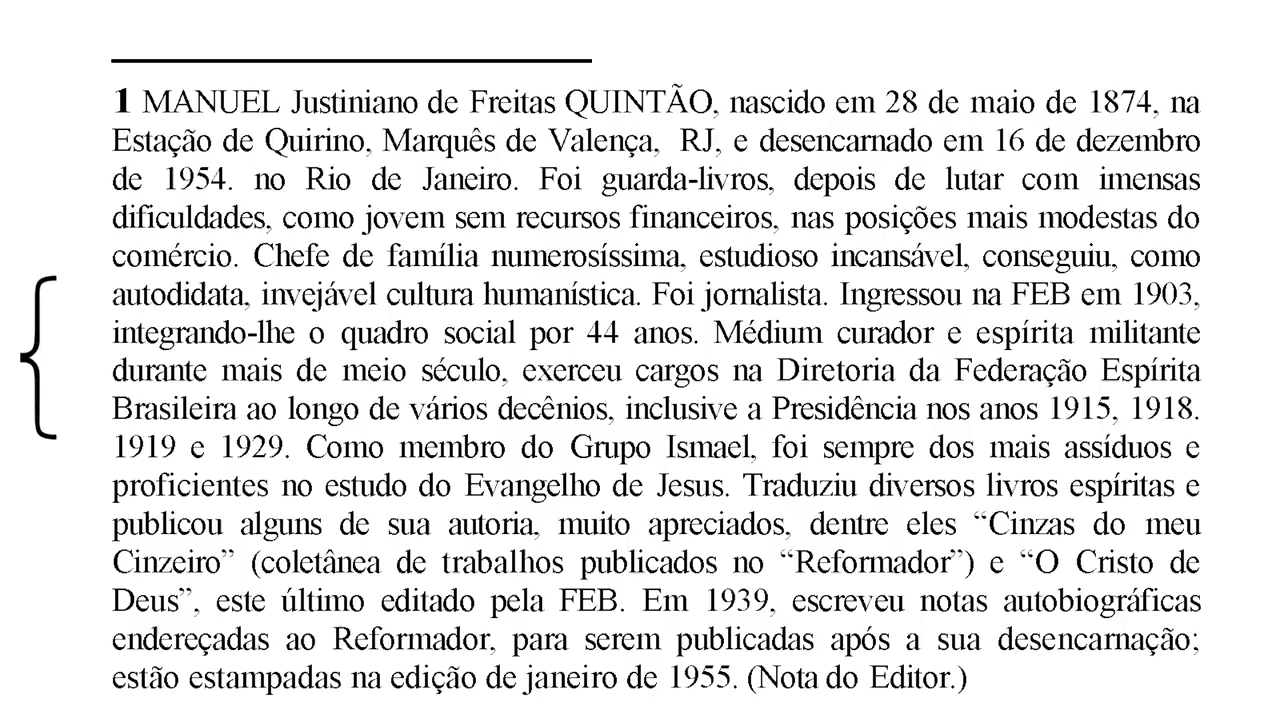 1 MANUEL Justiniano de Freitas QUINTÃO, nascido em 28 de maio de 1874, na
Estação de Quirino, Marquês de Valença, RJ, e desencarnado em 16 de dezembro
de 1954. no Rio de Janeiro. Foi guarda-livros, depois de lutar com imensas
dificuldades, como jovem sem recursos financeiros, nas posições mais modestas do
comércio. Chefe de família numerosíssima, estudioso incansável, conseguiu, como
autodidata, invejável cultura humanística. Foi jornalista. Ingressou na FEB em 1903,
integrando-lhe o quadro social por 44 anos. Médium curador e espírita militante
durante mais de meio século, exerceu cargos na Diretoria da Federação Espírita
Brasileira ao longo de vários decênios, inclusive a Presidência nos anos 1915, 1918.
1919 e 1929. Como membro do Grupo Ismael, foi sempre dos mais assíduos e
proficientes no estudo do Evangelho de Jesus. Traduziu diversos livros espíritas e
publicou alguns de sua autoria, muito apreciados, dentre eles “Cinzas do meu
Cinzeiro” (coletânea de trabalhos publicados no “Reformador”) e “O Cristo de
Deus”, este último editado pela FEB. Em 1939, escreveu notas autobiográficas
endereçadas ao Reformador, para serem publicadas após a sua desencarnação;
estão estampadas na edição de janeiro de 1955. (Nota do Editor.)